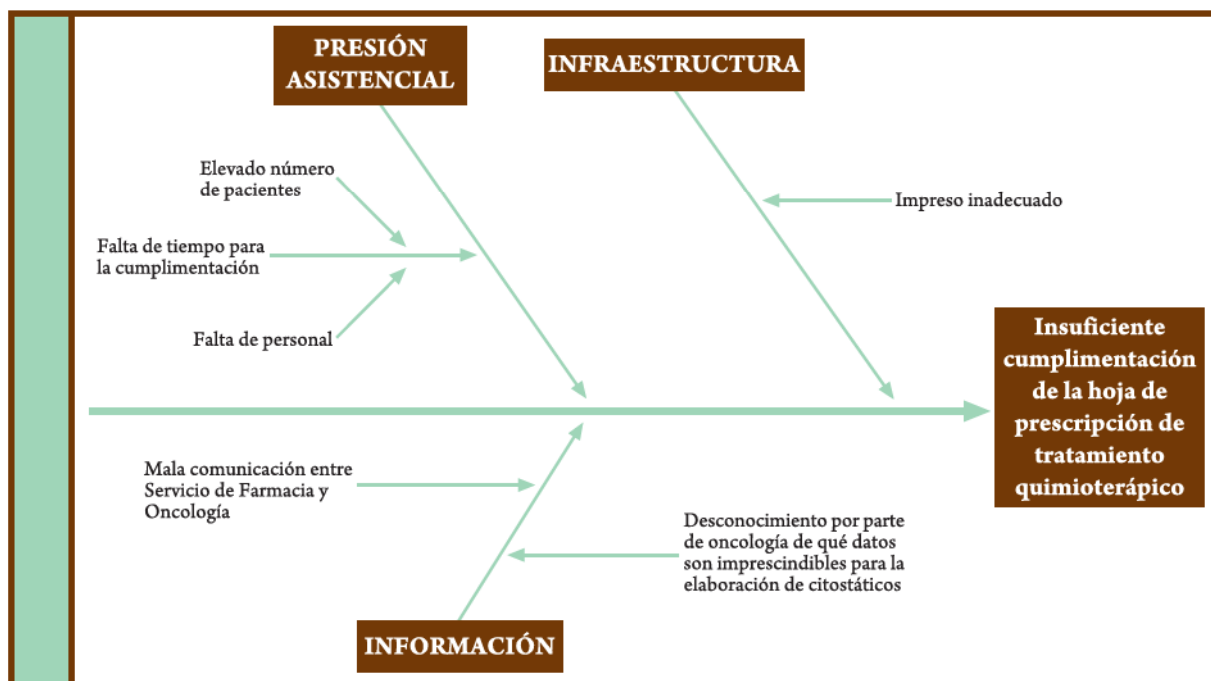 PRESIÓN
ASISTENCIAL
INFRAESTRUCTURA
Elevado número
de pacientes
Impreso inadecuado
Falta de tiempo para
la cumplimentación
Falta de personal
Insuficiente
cumplimentación
de la hoja de
prescripción de
tratamiento
quimioterápico
Mala comunicación entre
Servicio de Farmacia y
Oncología
Desconocimiento por parte
de oncología de qué datos
son imprescindibles para la
elaboración de citostáticos
INFORMACIÓN